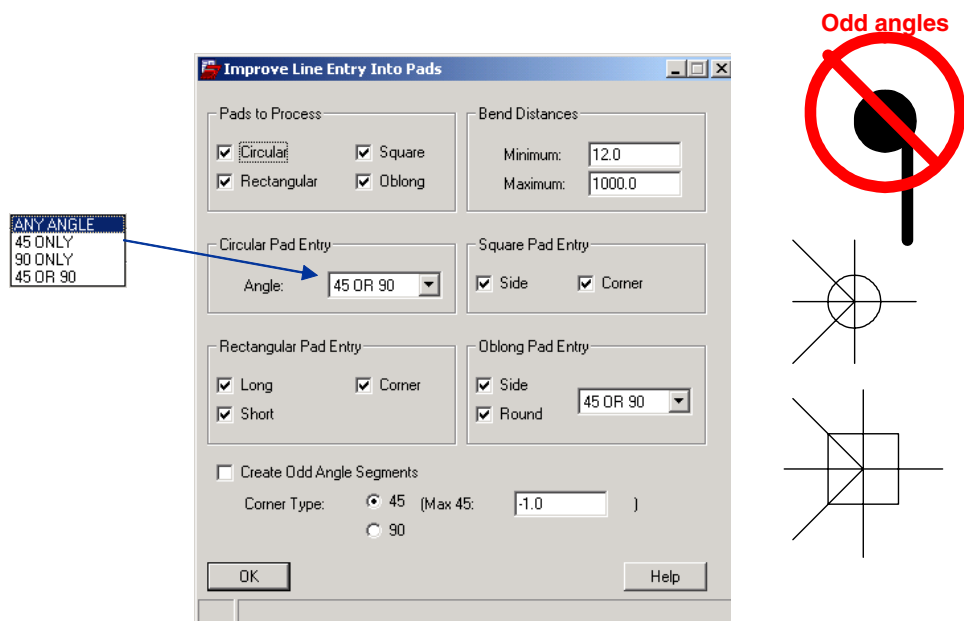 Odd angles
Improve Line Entry Into Pads
Pads to Process
Circular
Square
Rectangular
Oblong
Bend Distances
Minimum: 12.0
Maximum: 1000.0
ANY ANGLE
45 ONLY
90 ONLY
45 OR 90
Circular Pad Entry
Angle: 45 OR 90
Square Pad Entry
Side
Corner
Rectangular Pad Entry
Long
Corner
Short
Oblong Pad Entry
Side
Round
45 OR 90
Create Odd Angle Segments
Corner Type: 45 (Max 45: -1.0 )
90
OK
Help